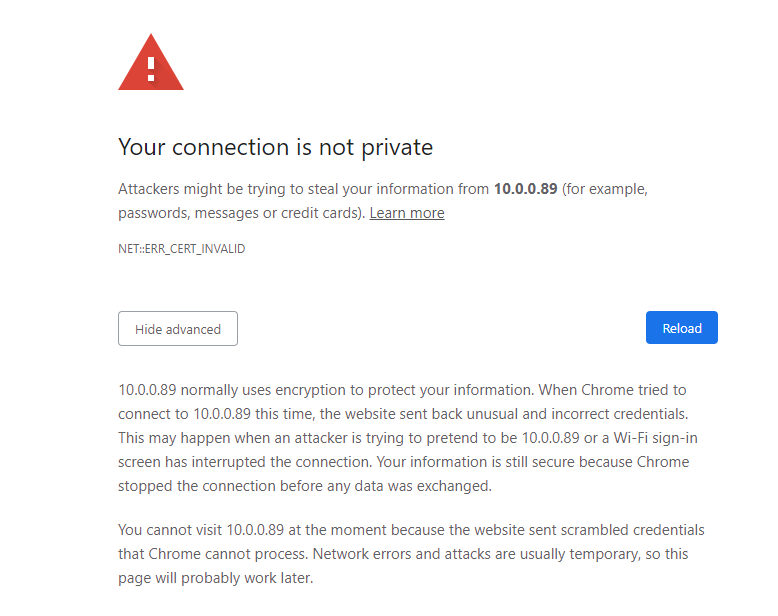 Your connection is not private
Attackers might be trying to steal your information from 10.0.0.89 (for example,
passwords, messages or credit cards). Learn more
NET::ERR_CERT_INVALID
Hide advanced
Reload
10.0.0.89 normally uses encryption to protect your information. When Chrome tried to
connect to 10.0.0.89 this time, the website sent back unusual and incorrect credentials.
This may happen when an attacker is trying to pretend to be 10.0.0.89 or a Wi-Fi sign-in
screen has interrupted the connection. Your information is still secure because Chrome
stopped the connection before any data was exchanged.
You cannot visit 10.0.0.89 at the moment because the website sent scrambled credentials
that Chrome cannot process. Network errors and attacks are usually temporary, so this
page will probably work later.